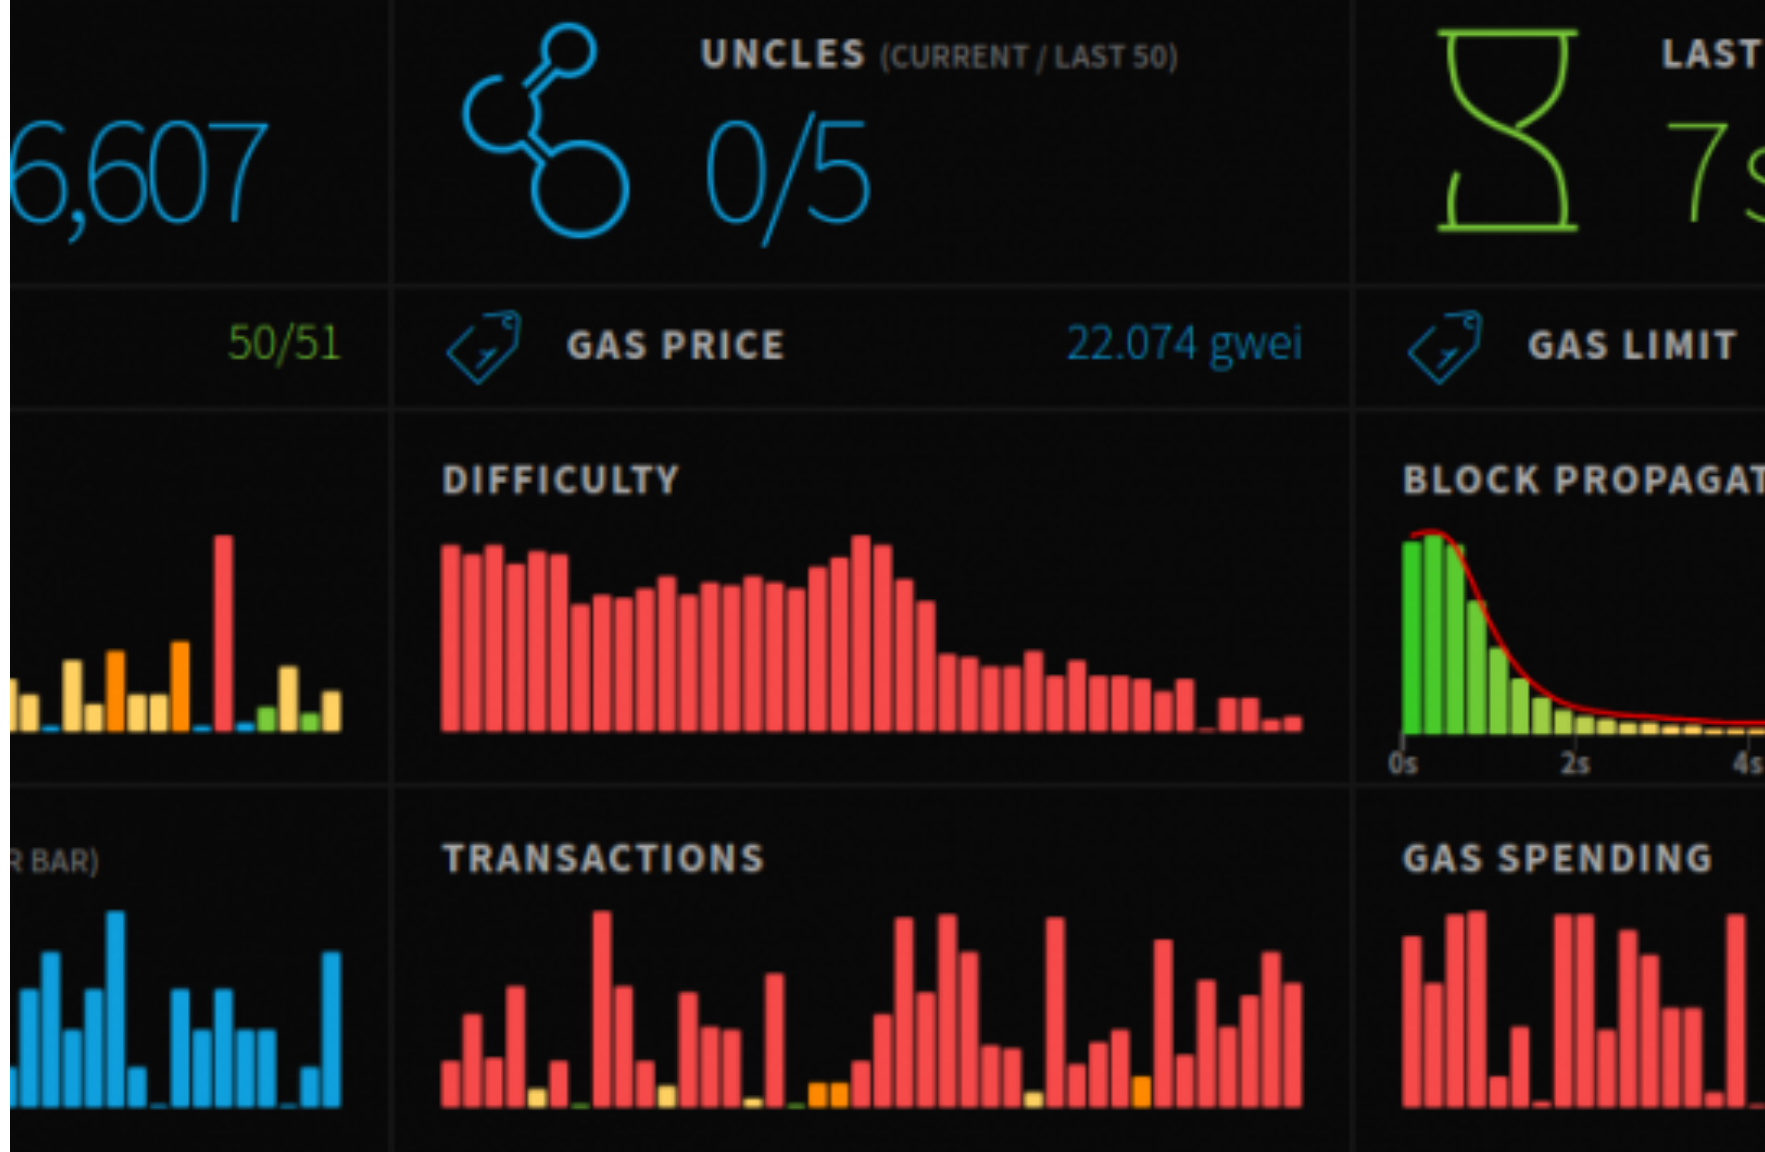 UNCLES (CURRENT / LAST 50)
LAST
6,607
0/5
7s
50/51
GAS PRICE
22.074 gwei
GAS LIMIT
DIFFICULTY
BLOCK PROPAGAT
0s
2s
4s
R BAR)
TRANSACTIONS
GAS SPENDING